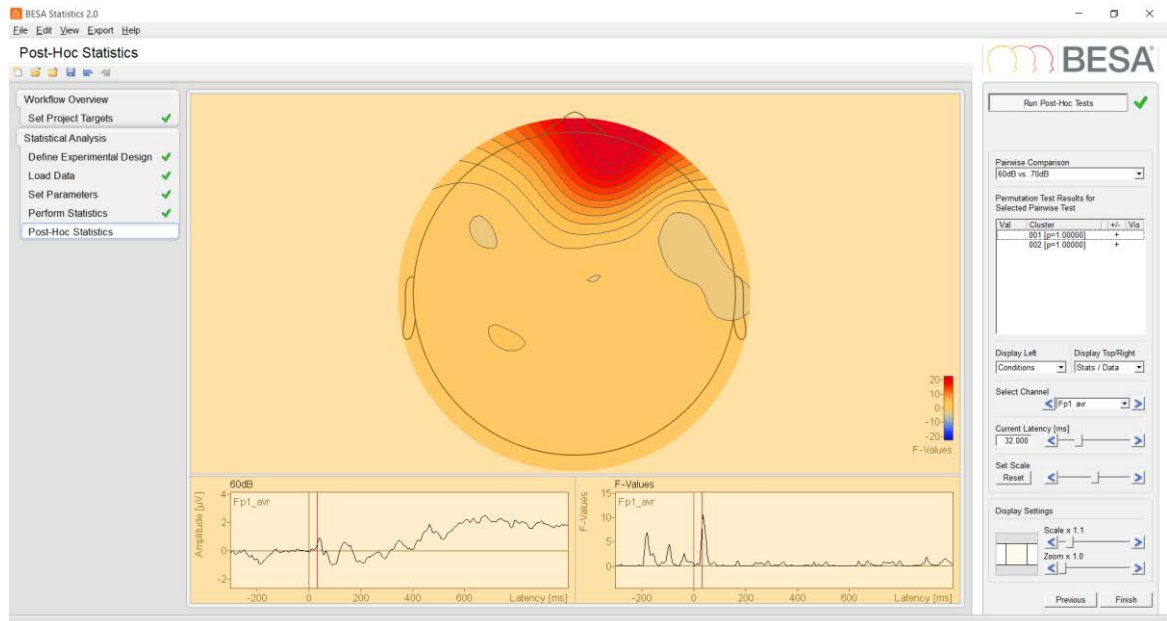 BESA Statistics 2.0
File Edit View Export Help
Post-Hoc Statistics
BESA®
Workflow Overview
Set Project Targets
Statistical Analysis
Define Experimental Design
Load Data
Set Parameters
Perform Statistics
Post-Hoc Statistics
20
10
0
-10
-20
F-Values
60dB
Fp1_avr
Amplitude [µV]
4
2
0
-2
-200 0 200 400 600 Latency [ms]
F-Values
Fp1_avr
F-Values
15
10
5
0
-200 0 200 400 600 Latency [ms]
Run Post-Hoc Tests
Pairwise Comparison
60dB vs. 70dB
Permutation Test Results for
Selected Pairwise Test
Val Cluster +/- Vis
001 [p=1.00000] +
002 [p=1.00000] +
Display Left Display Top/Right
Conditions Stats / Data
Select Channel
Fp1 avr
Current Latency [ms]
32.000
Set Scale
Reset
Display Settings
Scale x 1.1
Zoom x 1.0
Previous Finish